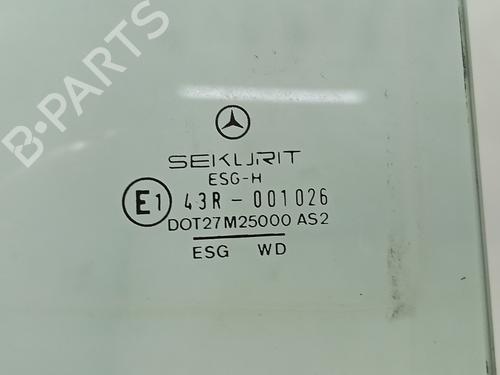 B-PARTS
SEKURIT
ESG-H
E1 43R-001026
DOT27M25000 AS2
ESG WD